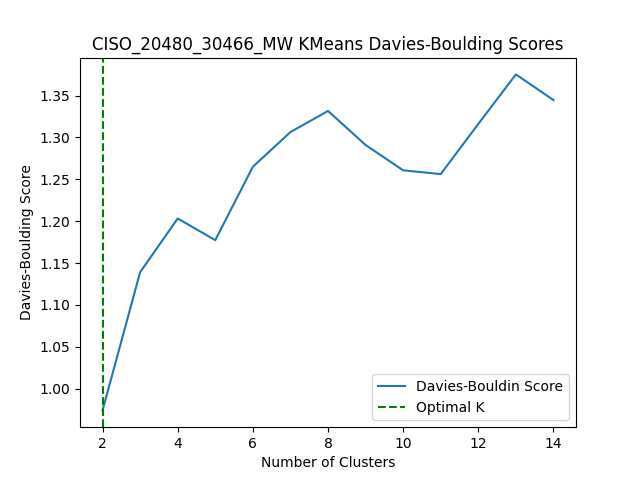 CISO_20480_30466_MW KMeans Davies-Boulding Scores
Davies-Boulding Score
1.35
1.30
1.25
1.20
1.15
1.10
1.05
1.00
Davies-Bouldin Score
Optimal K
2 4 6 8 10 12 14
Number of Clusters